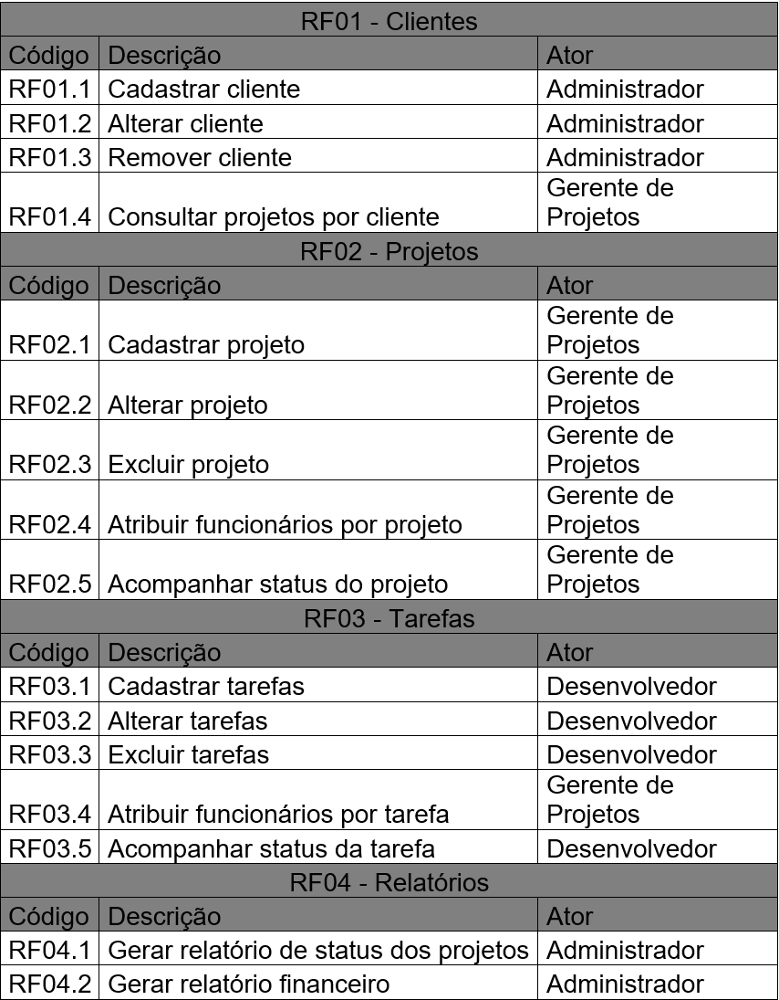 RF01 - Clientes
Código Descrição Ator
RF01.1 Cadastrar cliente Administrador
RF01.2 Alterar cliente Administrador
RF01.3 Remover cliente Administrador
RF01.4 Consultar projetos por cliente Gerente de Projetos
RF02 - Projetos
Código Descrição Ator
RF02.1 Cadastrar projeto Gerente de Projetos
RF02.2 Alterar projeto Gerente de Projetos
RF02.3 Excluir projeto Gerente de Projetos
RF02.4 Atribuir funcionários por projeto Gerente de Projetos
RF02.5 Acompanhar status do projeto Gerente de Projetos
RF03 - Tarefas
Código Descrição Ator
RF03.1 Cadastrar tarefas Desenvolvedor
RF03.2 Alterar tarefas Desenvolvedor
RF03.3 Excluir tarefas Desenvolvedor
RF03.4 Atribuir funcionários por tarefa Gerente de Projetos
RF03.5 Acompanhar status da tarefa Desenvolvedor
RF04 - Relatórios
Código Descrição Ator
RF04.1 Gerar relatório de status dos projetos Administrador
RF04.2 Gerar relatório financeiro Administrador